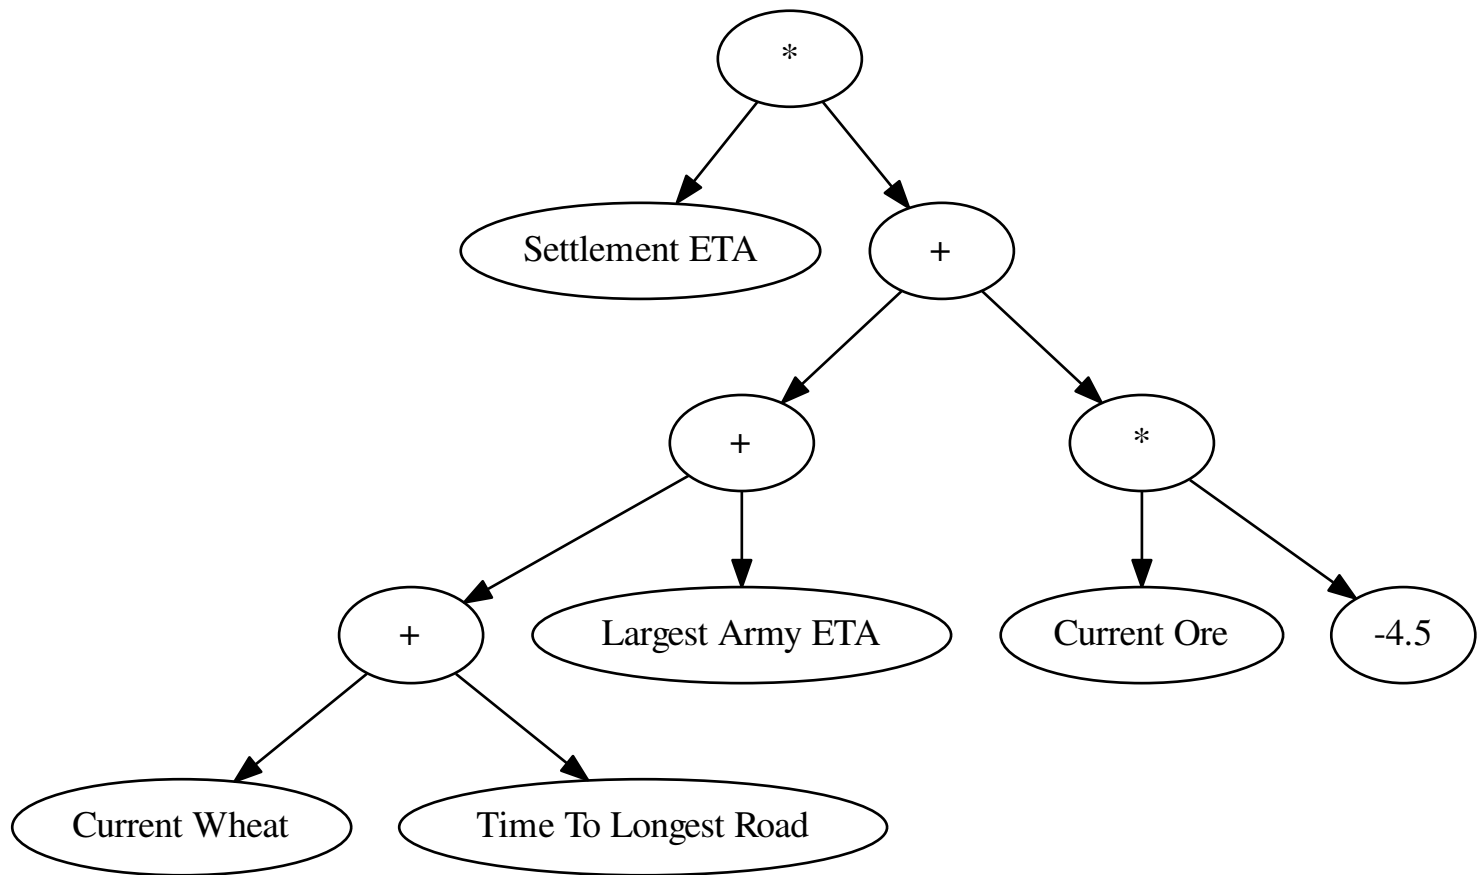 *
Settlement ETA
+
+
*
+
Largest Army ETA
Current Ore
-4.5
Current Wheat
Time To Longest Road